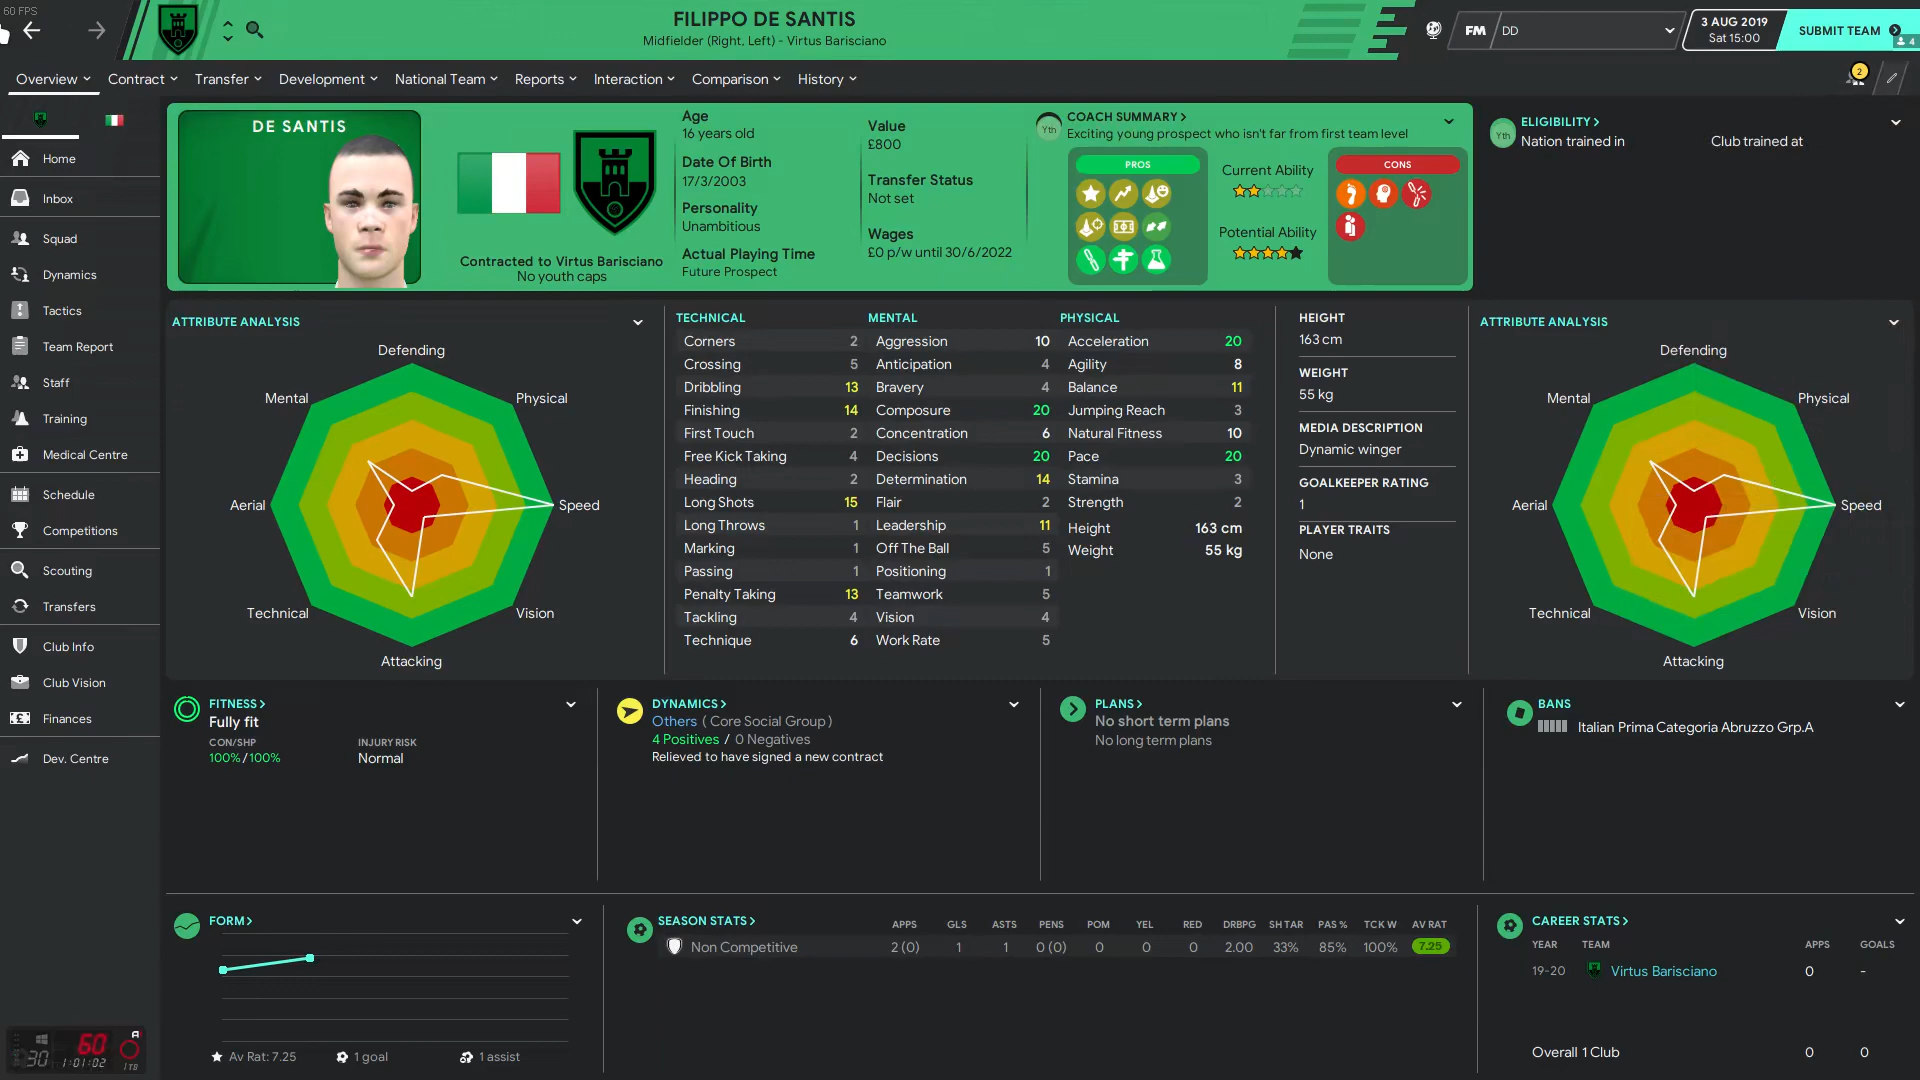 60 FPS
FILIPPO DE SANTIS
Midfielder (Right, Left) - Virtus Barisciano
FM DD
3 AUG 2019
Sat 15:00
SUBMIT TEAM
4
Overview Contract Transfer Development National Team Reports Interaction Comparison History
2
Home
Inbox
Squad
Dynamics
Tactics
Team Report
Staff
Training
Medical Centre
Schedule
Competitions
Scouting
Transfers
Club Info
Club Vision
Finances
Dev. Centre
DE SANTIS
Contracted to Virtus Barisciano
No youth caps
Age
16 years old
Date Of Birth
17/3/2003
Personality
Unambitious
Actual Playing Time
Future Prospect
Value
£800
Transfer Status
Not set
Wages
£0 p/w until 30/6/2022
Yth
COACH SUMMARY >
Exciting young prospect who isn't far from first team level
PROS
Current Ability
Potential Ability
CONS
Yth
ELIGIBILITY >
Nation trained in Club trained at
ATTRIBUTE ANALYSIS
Defending
Physical
Speed
Vision
Attacking
Technical
Aerial
Mental
TECHNICAL
Corners 2
Crossing 5
Dribbling 13
Finishing 14
First Touch 2
Free Kick Taking 4
Heading 2
Long Shots 15
Long Throws 1
Marking 1
Passing 1
Penalty Taking 13
Tackling 4
Technique 6
MENTAL
Aggression 10
Anticipation 4
Bravery 4
Composure 20
Concentration 6
Decisions 20
Determination 14
Flair 2
Leadership 11
Off The Ball 5
Positioning 1
Teamwork 5
Vision 4
Work Rate 5
PHYSICAL
Acceleration 20
Agility 8
Balance 11
Jumping Reach 3
Natural Fitness 10
Pace 20
Stamina 3
Strength 2
Height 163 cm
Weight 55 kg
HEIGHT
163 cm
WEIGHT
55 kg
MEDIA DESCRIPTION
Dynamic winger
GOALKEEPER RATING
1
PLAYER TRAITS
None
ATTRIBUTE ANALYSIS
Defending
Physical
Speed
Vision
Attacking
Technical
Aerial
Mental
FITNESS >
Fully fit
CON/SHP INJURY RISK
100%/100% Normal
DYNAMICS >
Others ( Core Social Group )
4 Positives / 0 Negatives
Relieved to have signed a new contract
PLANS >
No short term plans
No long term plans
BANS
Italian Prima Categoria Abruzzo Grp.A
FORM >
Av Rat: 7.25 1 goal 1 assist
SEASON STATS > APPS GLS ASTS PENS POM YEL RED DRBPG SH TAR PAS % TCK W AV RAT
Non Competitive 2 (0) 1 1 0 (0) 0 0 0 2.00 33% 85% 100% 7.25
CAREER STATS >
YEAR TEAM APPS GOALS
19-20 Virtus Barisciano 0 -
Overall 1 Club 0 0
30 60 A
1:01:02 1TB